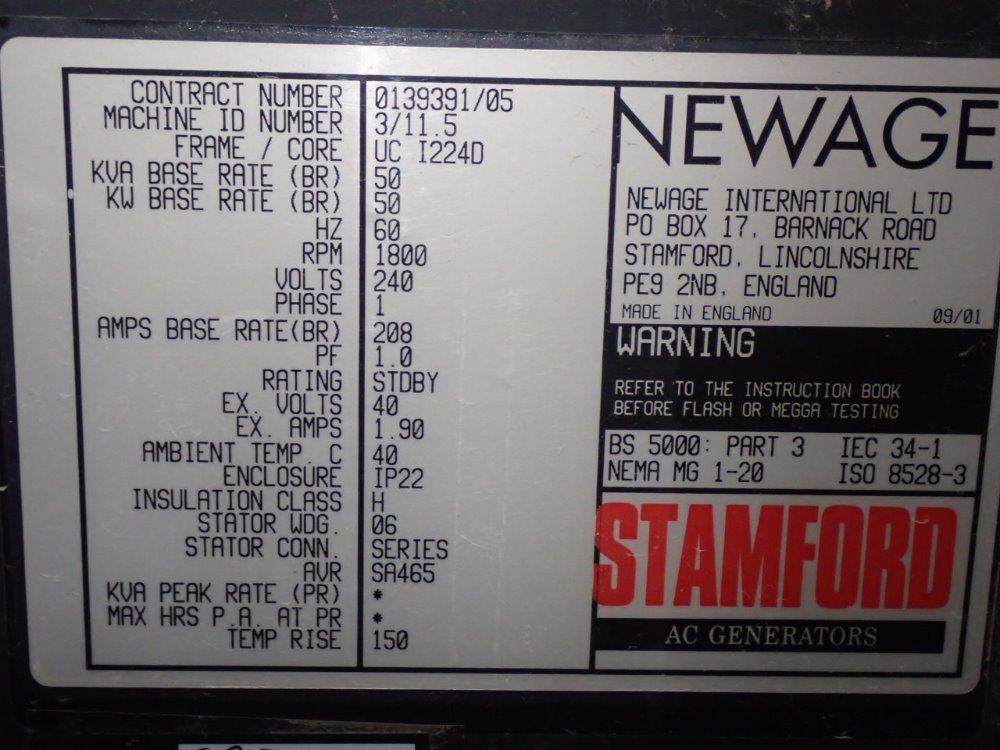 CONTRACT NUMBER 0139391/05
MACHINE ID NUMBER 3/11.5
FRAME / CORE UC I224D
KVA BASE RATE (BR) 50
KW BASE RATE (BR) 50
HZ 60
RPM 1800
VOLTS 240
PHASE 1
AMPS BASE RATE(BR) 208
PF 1.0
RATING STDBY
EX. VOLTS 40
EX. AMPS 1.90
AMBIENT TEMP. C 40
ENCLOSURE IP22
INSULATION CLASS H
STATOR WDG. 06
STATOR CONN. SERIES
AVR SA465
KVA PEAK RATE (PR) *
MAX HRS P.A. AT PR *
TEMP RISE 150
NEWAGE
NEWAGE INTERNATIONAL LTD
PO BOX 17, BARNACK ROAD
STAMFORD, LINCOLNSHIRE
PE9 2NB, ENGLAND
MADE IN ENGLAND 09/01
WARNING
REFER TO THE INSTRUCTION BOOK
BEFORE FLASH OR MEGGA TESTING
BS 5000: PART 3 IEC 34-1
NEMA MG 1-20 ISO 8528-3
STAMFORD
AC GENERATORS